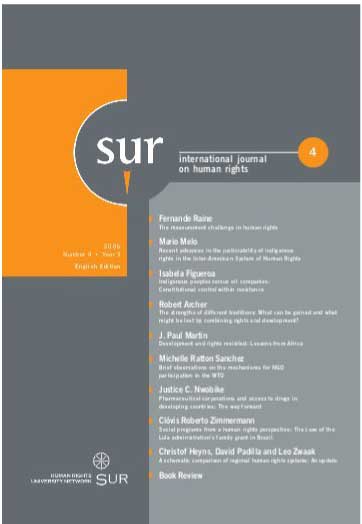 sur
international journal
on human rights
4
2006
Number 4 • Year 3
English Edition
Fernande Raine
The measurement challenge in human rights
Mario Melo
Recent advances in the justiciability of indigenous
rights in the Inter-American System of Human Rights
Isabela Figueroa
Indigenous peoples versus oil companies:
Constitutional control within resistance
Robert Archer
The strengths of different traditions: What can be gained and what
might be lost by combining rights and development?
J. Paul Martin
Development and rights revisited: Lessons from Africa
Michelle Ratton Sanchez
Brief observations on the mechanisms for NGO
participation in the WTO
Justice C. Nwobike
Pharmaceutical corporations and access to drugs in
developing countries: The way forward
Clóvis Roberto Zimmermann
Social programs from a human rights perspective: The case of the
Lula administration's family grant in Brazil
Christof Heyns, David Padilla and Leo Zwaak
A schematic comparison of regional human rights systems: An update
Book Review
HUMAN RIGHTS
UNIVERSITY NETWORK
SUR